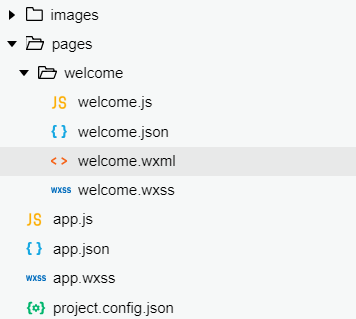 images
pages
welcome
JS welcome.js
{ } welcome.json
< > welcome.wxml
wxss welcome.wxss
JS app.js
{ } app.json
wxss app.wxss
{ } project.config.json